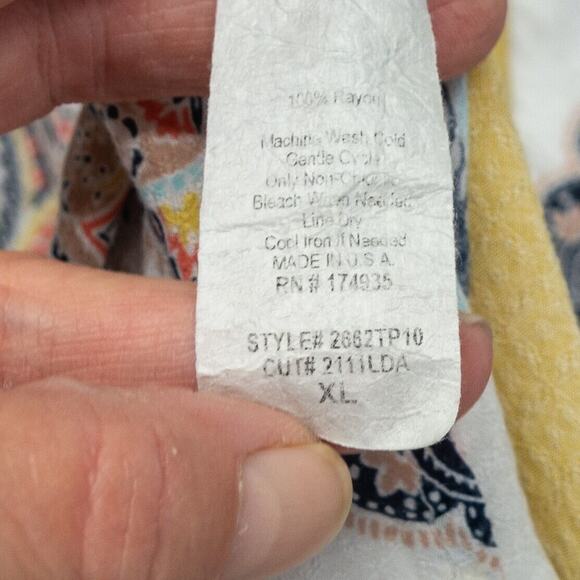 100% Rayon
Machine Wash Cold
Gentle Cycle
Only Non-Chlorine
Bleach When Needed
Line Dry
Cool Iron If Needed
MADE IN U.S.A.
RN # 174935
STYLE# 2662TP10
CUT# 2111LDA
XL